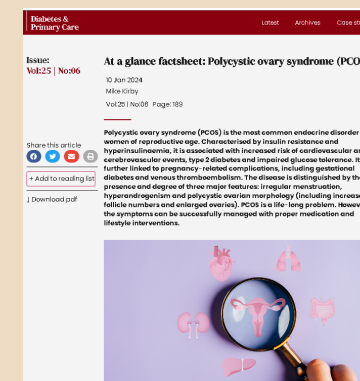 Diabetes &
Primary Care
Latest Archives Case st
Issue:
Vol:25 | No:06
At a glance factsheet: Polycystic ovary syndrome (PCO
10 Jan 2024
Mike Kirby
Vol:25 | No:06 Page: 189
Share this article
+ Add to reading list
Download pdf
Polycystic ovary syndrome (PCOS) is the most common endocrine disorder
women of reproductive age. Characterised by insulin resistance and
hyperinsulinaemia, it is associated with increased risk of cardiovascular an
cerebrovascular events, type 2 diabetes and impaired glucose tolerance. It
further linked to pregnancy-related complications, including gestational
diabetes and venous thromboembolism. The disease is distinguished by th
presence and degree of three major features: irregular menstruation,
hyperandrogenism and polycystic ovarian morphology (including increase
follicle numbers and enlarged ovaries). PCOS is a life-long problem. Howev
the symptoms can be successfully managed with proper medication and
lifestyle interventions.